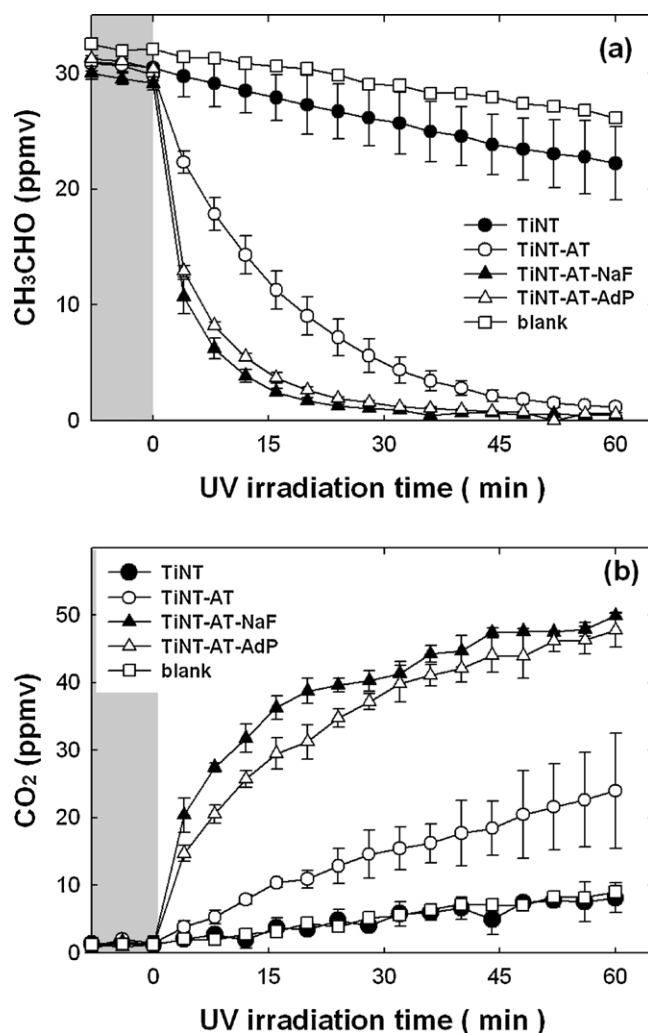 (a)
30
20
10
0
CH₃CHO (ppmv)
TiNT
TiNT-AT
TiNT-AT-NaF
TiNT-AT-AdP
blank
0 15 30 45 60
UV irradiation time ( min )
(b)
TiNT
TiNT-AT
TiNT-AT-NaF
TiNT-AT-AdP
blank
50
40
30
20
10
0
CO₂ (ppmv)
0 15 30 45 60
UV irradiation time ( min )